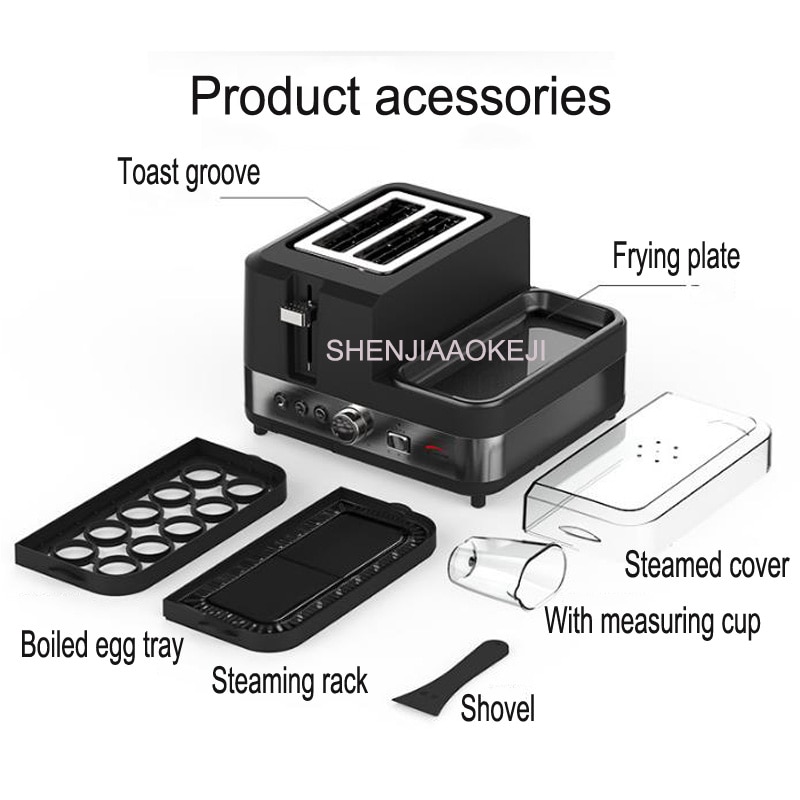 Product acessories
Toast groove
Frying plate
SHENJIAAOKEJI
Steamed cover
With measuring cup
Boiled egg tray
Steaming rack
Shovel